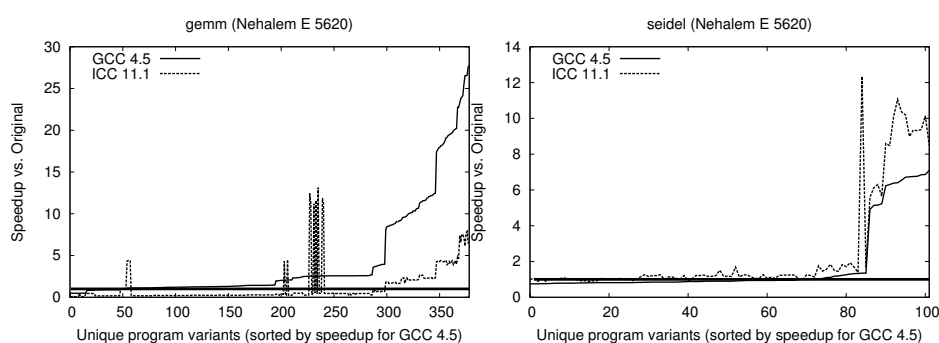 gemm (Nehalem E 5620)
30
25
20
15
10
5
0
Speedup vs. Original
GCC 4.5
ICC 11.1
0 50 100 150 200 250 300 350
Unique program variants (sorted by speedup for GCC 4.5)
seidel (Nehalem E 5620)
14
12
10
8
6
4
2
0
Speedup vs. Original
GCC 4.5
ICC 11.1
0 20 40 60 80 100
Unique program variants (sorted by speedup for GCC 4.5)